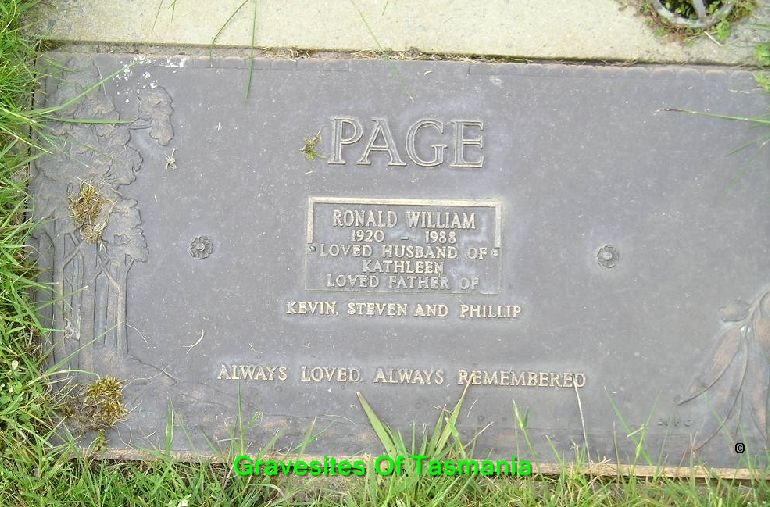 PAGE
RONALD WILLIAM
1920 - 1988
LOVED HUSBAND OF
KATHLEEN
LOVED FATHER OF
KEVIN, STEVEN AND PHILLIP
ALWAYS LOVED, ALWAYS REMEMBERED
©
Gravesites Of Tasmania